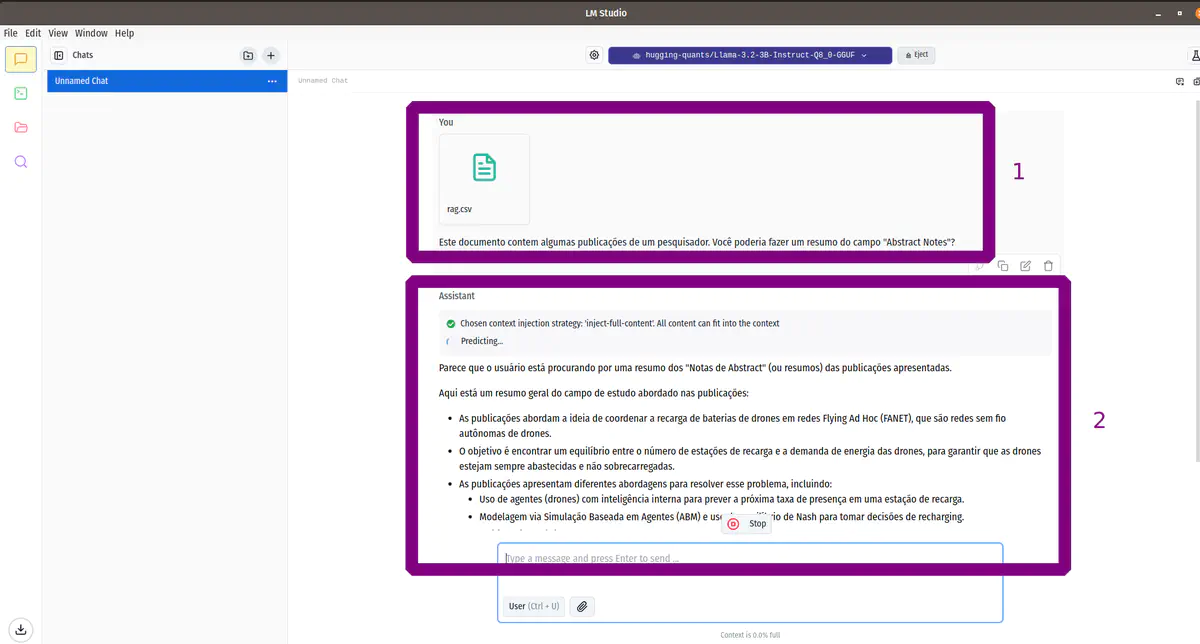 LM Studio
File Edit View Window Help
Chats
hugging-quants/Llama-3.2-3B-Instruct-Q8_0-GGUF
Eject
Unnamed Chat
Unnamed Chat
You
rag.csv
Este documento contem algumas publicações de um pesquisador. Você poderia fazer um resumo do campo "Abstract Notes"?
1
Assistant
Chosen context injection strategy: 'inject-full-content'. All content can fit into the context
Predicting...
Parece que o usuário está procurando por uma resumo dos "Notas de Abstract" (ou resumos) das publicações apresentadas.
Aqui está um resumo geral do campo de estudo abordado nas publicações:
• As publicações abordam a ideia de coordenar a recarga de baterias de drones em redes Flying Ad Hoc (FANET), que são redes sem fio
autônomas de drones.
• O objetivo é encontrar um equilíbrio entre o número de estações de recarga e a demanda de energia das drones, para garantir que as drones
estejam sempre abastecidas e não sobrecarregadas.
• As publicações apresentam diferentes abordagens para resolver esse problema, incluindo:
• Uso de agentes (drones) com inteligência interna para prever a próxima taxa de presença em uma estação de recarga.
• Modelagem via Simulação Baseada em Agentes (ABM) e de Nash para tomar decisões de recharging.
2
Stop
Type a message and press Enter to send ...
User (Ctrl + U)
Context is 0.0% full